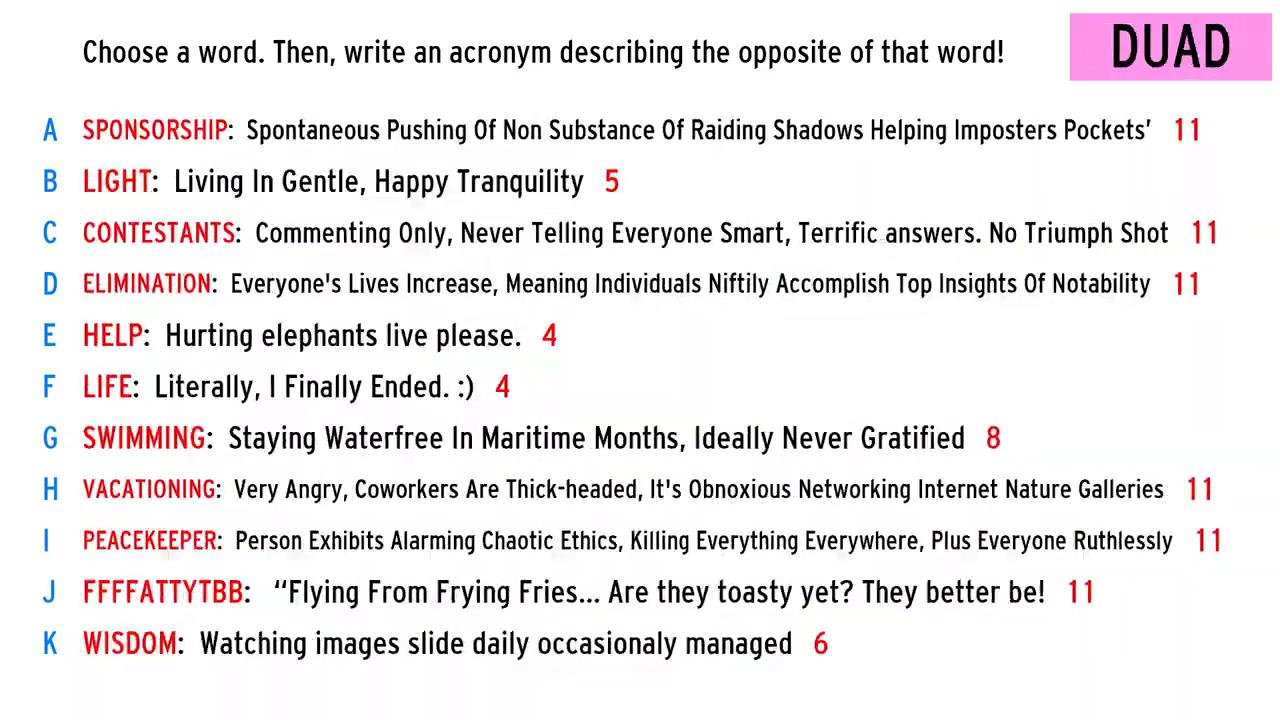 Choose a word. Then, write an acronym describing the opposite of that word!
DUAD
A SPONSORSHIP: Spontaneous Pushing Of Non Substance Of Raiding Shadows Helping Imposters Pockets’ 11
B LIGHT: Living In Gentle, Happy Tranquility 5
C CONTESTANTS: Commenting Only, Never Telling Everyone Smart, Terrific answers. No Triumph Shot 11
D ELIMINATION: Everyone's Lives Increase, Meaning Individuals Niftily Accomplish Top Insights Of Notability 11
E HELP: Hurting elephants live please. 4
F LIFE: Literally, I Finally Ended. :) 4
G SWIMMING: Staying Waterfree In Maritime Months, Ideally Never Gratified 8
H VACATIONING: Very Angry, Coworkers Are Thick-headed, It's Obnoxious Networking Internet Nature Galleries 11
I PEACEKEEPER: Person Exhibits Alarming Chaotic Ethics, Killing Everything Everywhere, Plus Everyone Ruthlessly 11
J FFFFATTYTBB: “Flying From Frying Fries... Are they toasty yet? They better be! 11
K WISDOM: Watching images slide daily occasionaly managed 6